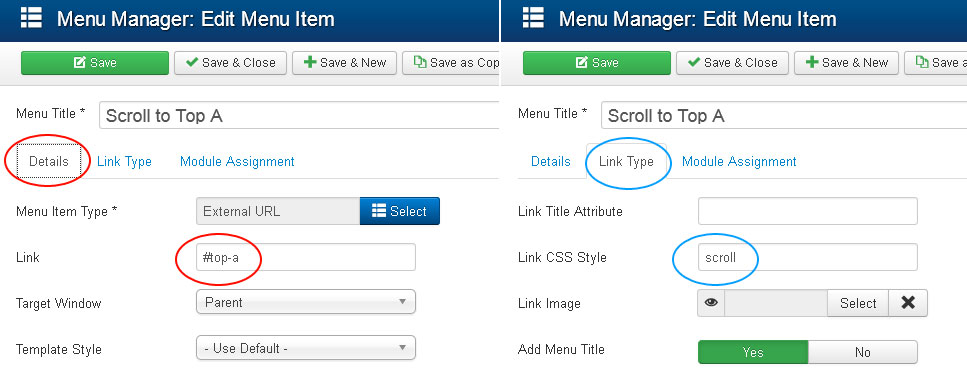 Menu Manager: Edit Menu Item
Save Save & Close Save & New Save as Cop
Menu Title * Scroll to Top A
Details Link Type Module Assignment
Menu Item Type * External URL Select
Link #top-a
Target Window Parent
Template Style - Use Default -
Menu Manager: Edit Menu Item
Save Save & Close Save & New Save a
Menu Title * Scroll to Top A
Details Link Type Module Assignment
Link Title Attribute
Link CSS Style scroll
Link Image Select
Add Menu Title Yes No